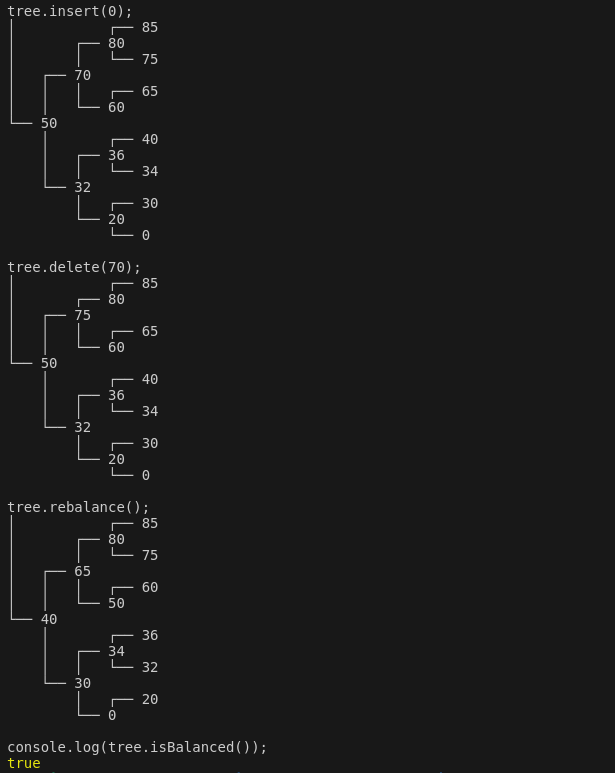 tree.insert(0);
│           ┌── 85
│       ┌── 80
│       │   └── 75
│   ┌── 70
│   │   │   ┌── 65
│   │   └── 60
└── 50
    │       ┌── 40
    │   ┌── 36
    │   │   └── 34
    └── 32
        │   ┌── 30
        └── 20
            └── 0
tree.delete(70);
│           ┌── 85
│       ┌── 80
│   ┌── 75
│   │   │   ┌── 65
│   │   └── 60
└── 50
    │       ┌── 40
    │   ┌── 36
    │   │   └── 34
    └── 32
        │   ┌── 30
        └── 20
            └── 0
tree.rebalance();
│           ┌── 85
│       ┌── 80
│       │   └── 75
│   ┌── 65
│   │   │   ┌── 60
│   │   └── 50
└── 40
    │       ┌── 36
    │   ┌── 34
    │   │   └── 32
    └── 30
        │   ┌── 20
        └── 0
console.log(tree.isBalanced());
true